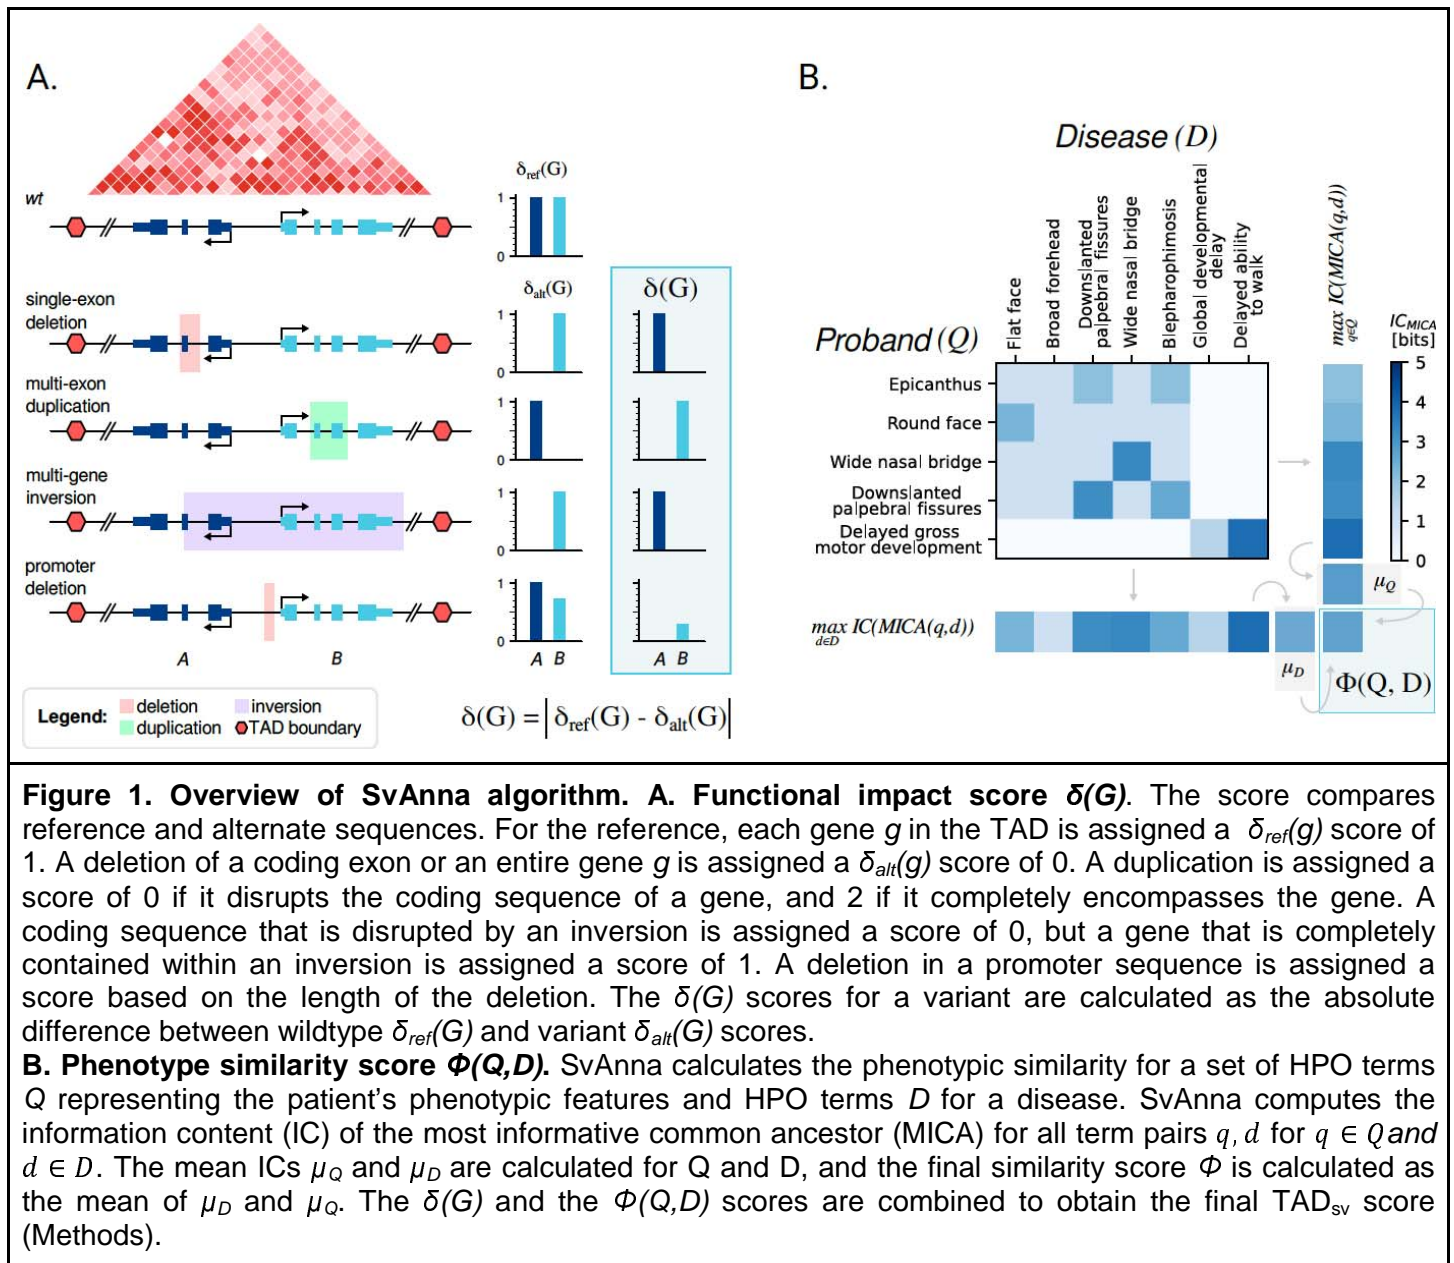 A.
wt
δref(G)
1
0
single-exon
deletion
δalt(G)
δ(G)
1
0
multi-exon
duplication
1
0
multi-gene
inversion
1
0
promoter
deletion
1
0
A
B
A B
A B
Legend:
deletion
inversion
duplication
TAD boundary
δ(G) = | δref(G) - δalt(G)|
B.
Disease (D)
Flat face
Broad forehead
Downslanted
palpebral fissures
Wide nasal bridge
Blepharophimosis
Global developmental
delay
Delayed ability
to walk
max IC(MICA(q,d))
q∈Q
Proband (Q)
Epicanthus
Round face
Wide nasal bridge
Downslanted
palpebral fissures
Delayed gross
motor development
ICMICA
[bits]
5
4
3
2
1
0
μQ
max IC(MICA(q,d))
d∈D
μD
Φ(Q, D)
Figure 1. Overview of SvAnna algorithm. A. Functional impact score δ(G). The score compares
reference and alternate sequences. For the reference, each gene g in the TAD is assigned a δref(g) score of
1. A deletion of a coding exon or an entire gene g is assigned a δalt(g) score of 0. A duplication is assigned a
score of 0 if it disrupts the coding sequence of a gene, and 2 if it completely encompasses the gene. A
coding sequence that is disrupted by an inversion is assigned a score of 0, but a gene that is completely
contained within an inversion is assigned a score of 1. A deletion in a promoter sequence is assigned a
score based on the length of the deletion. The δ(G) scores for a variant are calculated as the absolute
difference between wildtype δref(G) and variant δalt(G) scores.
B. Phenotype similarity score Φ(Q,D). SvAnna calculates the phenotypic similarity for a set of HPO terms
Q representing the patient's phenotypic features and HPO terms D for a disease. SvAnna computes the
information content (IC) of the most informative common ancestor (MICA) for all term pairs q, d for q ∈ Q and
d ∈ D. The mean ICs μQ and μD are calculated for Q and D, and the final similarity score Φ is calculated as
the mean of μD and μQ. The δ(G) and the Φ(Q,D) scores are combined to obtain the final TADsv score
(Methods).